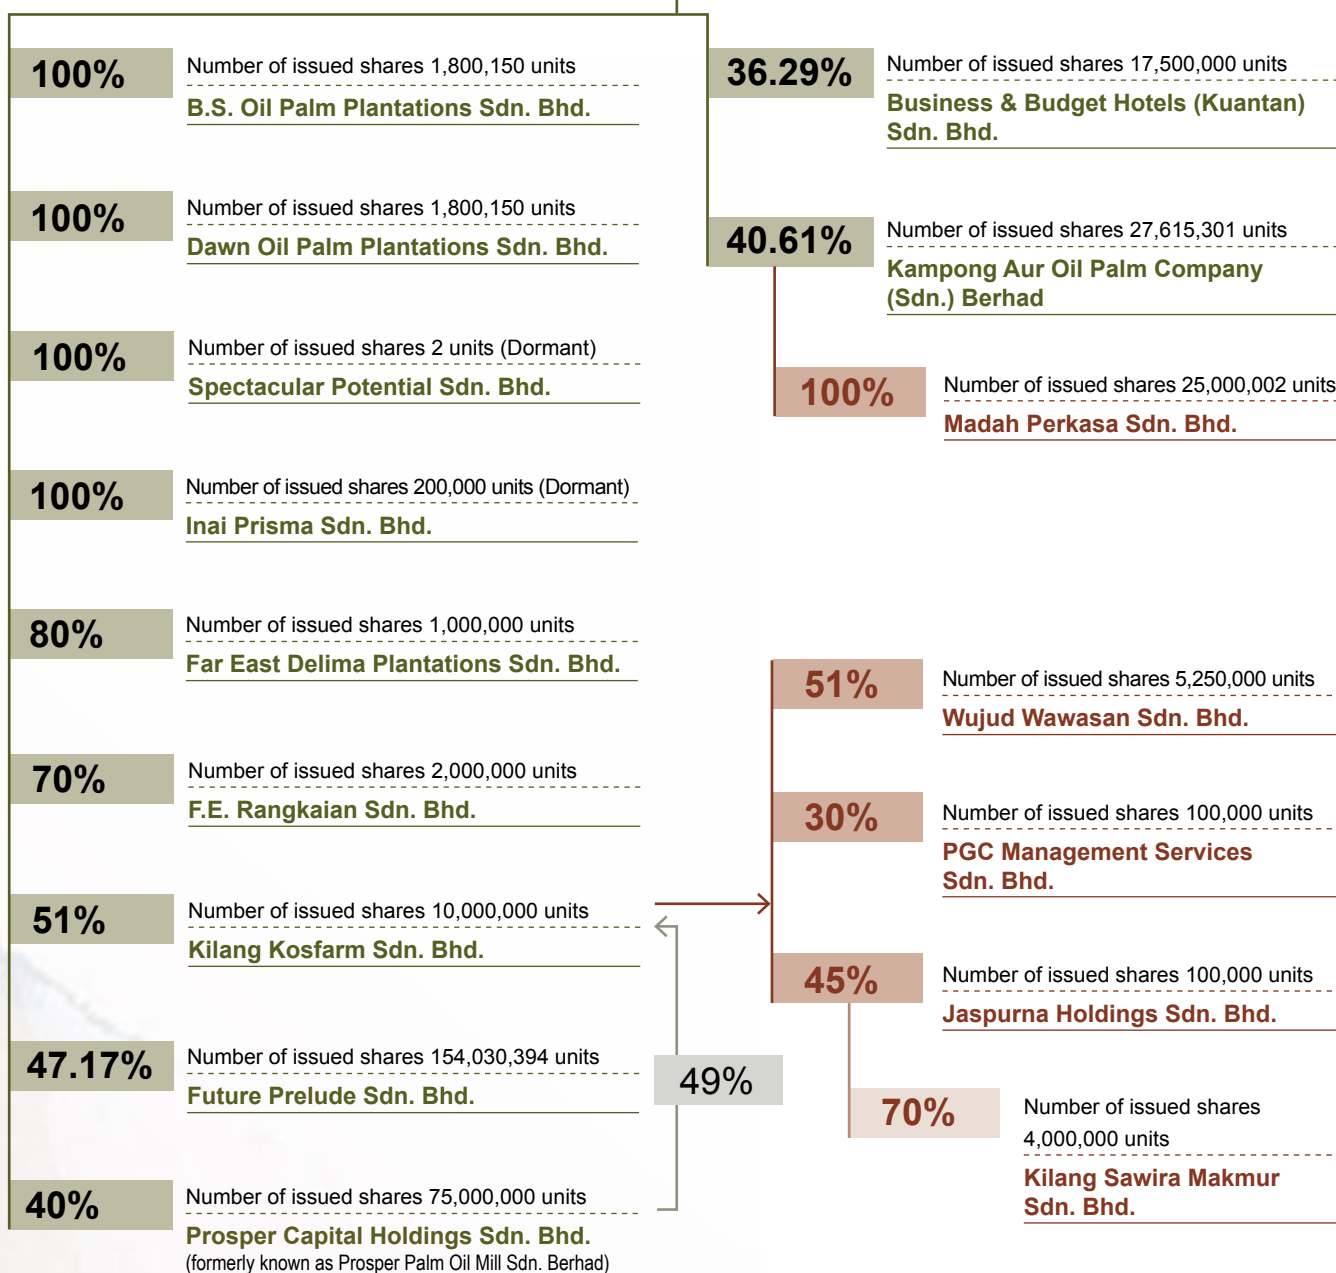 100%
Number of issued shares 1,800,150 units
B.S. Oil Palm Plantations Sdn. Bhd.
100%
Number of issued shares 1,800,150 units
Dawn Oil Palm Plantations Sdn. Bhd.
100%
Number of issued shares 2 units (Dormant)
Spectacular Potential Sdn. Bhd.
100%
Number of issued shares 200,000 units (Dormant)
Inai Prisma Sdn. Bhd.
80%
Number of issued shares 1,000,000 units
Far East Delima Plantations Sdn. Bhd.
70%
Number of issued shares 2,000,000 units
F.E. Rangkaian Sdn. Bhd.
51%
Number of issued shares 10,000,000 units
Kilang Kosfarm Sdn. Bhd.
47.17%
Number of issued shares 154,030,394 units
Future Prelude Sdn. Bhd.
40%
Number of issued shares 75,000,000 units
Prosper Capital Holdings Sdn. Bhd.
(formerly known as Prosper Palm Oil Mill Sdn. Berhad)
49%
36.29%
Number of issued shares 17,500,000 units
Business & Budget Hotels (Kuantan)
Sdn. Bhd.
40.61%
Number of issued shares 27,615,301 units
Kampong Aur Oil Palm Company
(Sdn.) Berhad
100%
Number of issued shares 25,000,002 units
Madah Perkasa Sdn. Bhd.
51%
Number of issued shares 5,250,000 units
Wujud Wawasan Sdn. Bhd.
30%
Number of issued shares 100,000 units
PGC Management Services
Sdn. Bhd.
45%
Number of issued shares 100,000 units
Jaspurna Holdings Sdn. Bhd.
70%
Number of issued shares
4,000,000 units
Kilang Sawira Makmur
Sdn. Bhd.